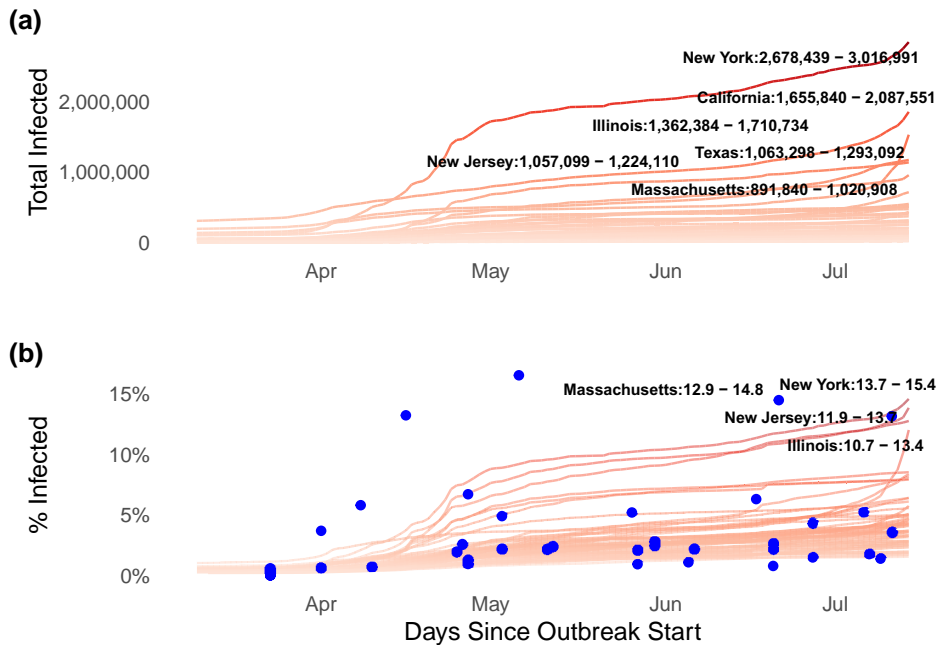 (a)
Total Infected
2,000,000
1,000,000
0
New York:2,678,439 − 3,016,991
California:1,655,840 − 2,087,551
Illinois:1,362,384 − 1,710,734
Texas:1,063,298 − 1,293,092
New Jersey:1,057,099 − 1,224,110
Massachusetts:891,840 − 1,020,908
Apr May Jun Jul
(b)
% Infected
15%
10%
5%
0%
New York:13.7 − 15.4
Massachusetts:12.9 − 14.8
New Jersey:11.9 − 13.7
Illinois:10.7 − 13.4
Apr May Jun Jul
Days Since Outbreak Start